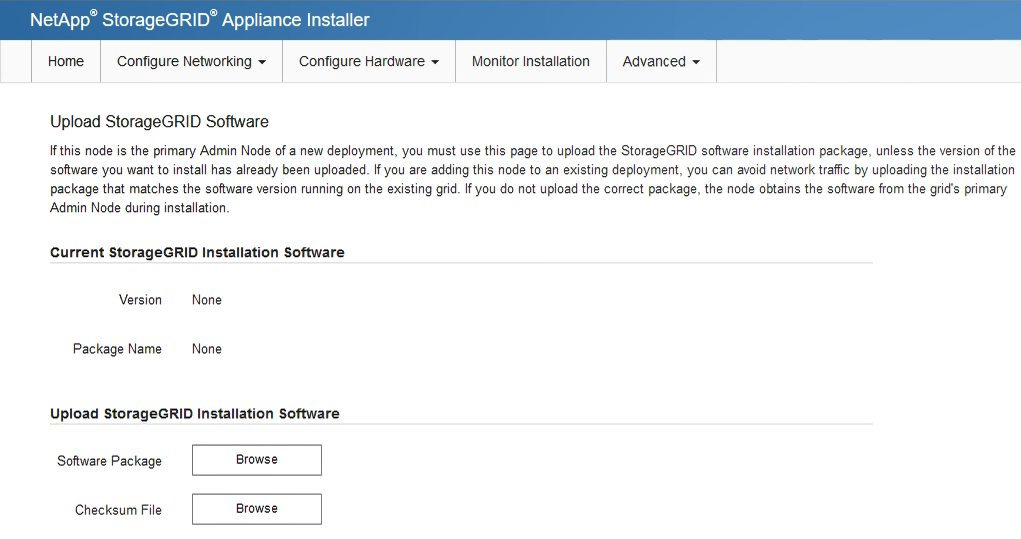 NetApp® StorageGRID® Appliance Installer
Home Configure Networking Configure Hardware Monitor Installation Advanced
Upload StorageGRID Software
If this node is the primary Admin Node of a new deployment, you must use this page to upload the StorageGRID software installation package, unless the version of the
software you want to install has already been uploaded. If you are adding this node to an existing deployment, you can avoid network traffic by uploading the installation
package that matches the software version running on the existing grid. If you do not upload the correct package, the node obtains the software from the grid's primary
Admin Node during installation.
Current StorageGRID Installation Software
Version None
Package Name None
Upload StorageGRID Installation Software
Software Package Browse
Checksum File Browse